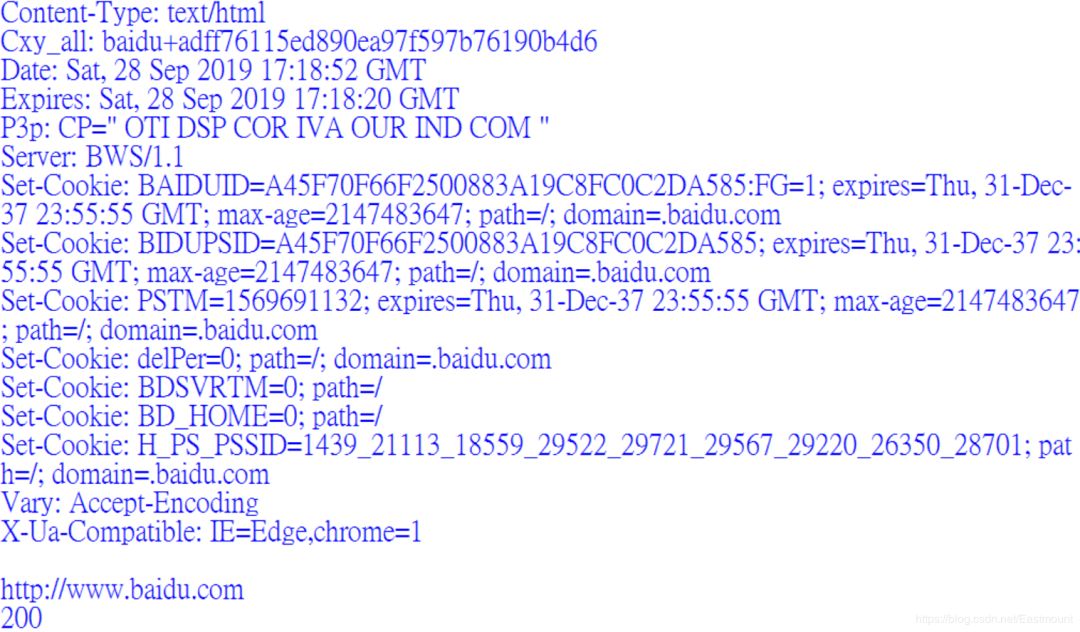 Content-Type: text/html
Cxy_all: baidu+adff76115ed890ea97f597b76190b4d6
Date: Sat, 28 Sep 2019 17:18:52 GMT
Expires: Sat, 28 Sep 2019 17:18:20 GMT
P3p: CP=" OTI DSP COR IVA OUR IND COM "
Server: BWS/1.1
Set-Cookie: BAIDUID=A45F70F66F2500883A19C8FC0C2DA585:FG=1; expires=Thu, 31-Dec-
37 23:55:55 GMT; max-age=2147483647; path=/; domain=.baidu.com
Set-Cookie: BIDUPSID=A45F70F66F2500883A19C8FC0C2DA585; expires=Thu, 31-Dec-37 23:
55:55 GMT; max-age=2147483647; path=/; domain=.baidu.com
Set-Cookie: PSTM=1569691132; expires=Thu, 31-Dec-37 23:55:55 GMT; max-age=2147483647
; path=/; domain=.baidu.com
Set-Cookie: delPer=0; path=/; domain=.baidu.com
Set-Cookie: BDSVRTM=0; path=/
Set-Cookie: BD_HOME=0; path=/
Set-Cookie: H_PS_PSSID=1439_21113_18559_29522_29721_29567_29220_26350_28701; pat
h=/; domain=.baidu.com
Vary: Accept-Encoding
X-Ua-Compatible: IE=Edge,chrome=1
http://www.baidu.com
200
https://blog.csdn.net/Eastmount